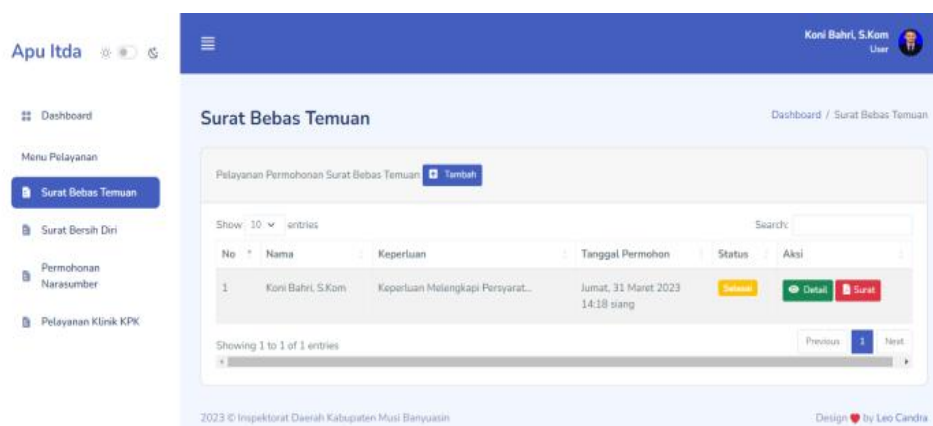 Apu Itda
Koni Bahri, S.Kom
User
Dashboard
Menu Pelayanan
Surat Bebas Temuan
Surat Bersih Diri
Permohonan
Narasumber
Pelayanan Klinik KPK
Surat Bebas Temuan
Dashboard / Surat Bebas Temuan
Pelayanan Permohonan Surat Bebas Temuan Tambah
Show 10 entries
Search:
No Nama Keperluan Tanggal Permohon Status Aksi
1 Koni Bahri, S.Kom Keperluan Melengkapi Persyarat... Jumat, 31 Maret 2023 Selesai Detail Surat
14:18 siang
Showing 1 to 1 of 1 entries
Previous 1 Next
2023 © Inspektorat Daerah Kabupaten Musi Banyuasin
Design by Leo Candra